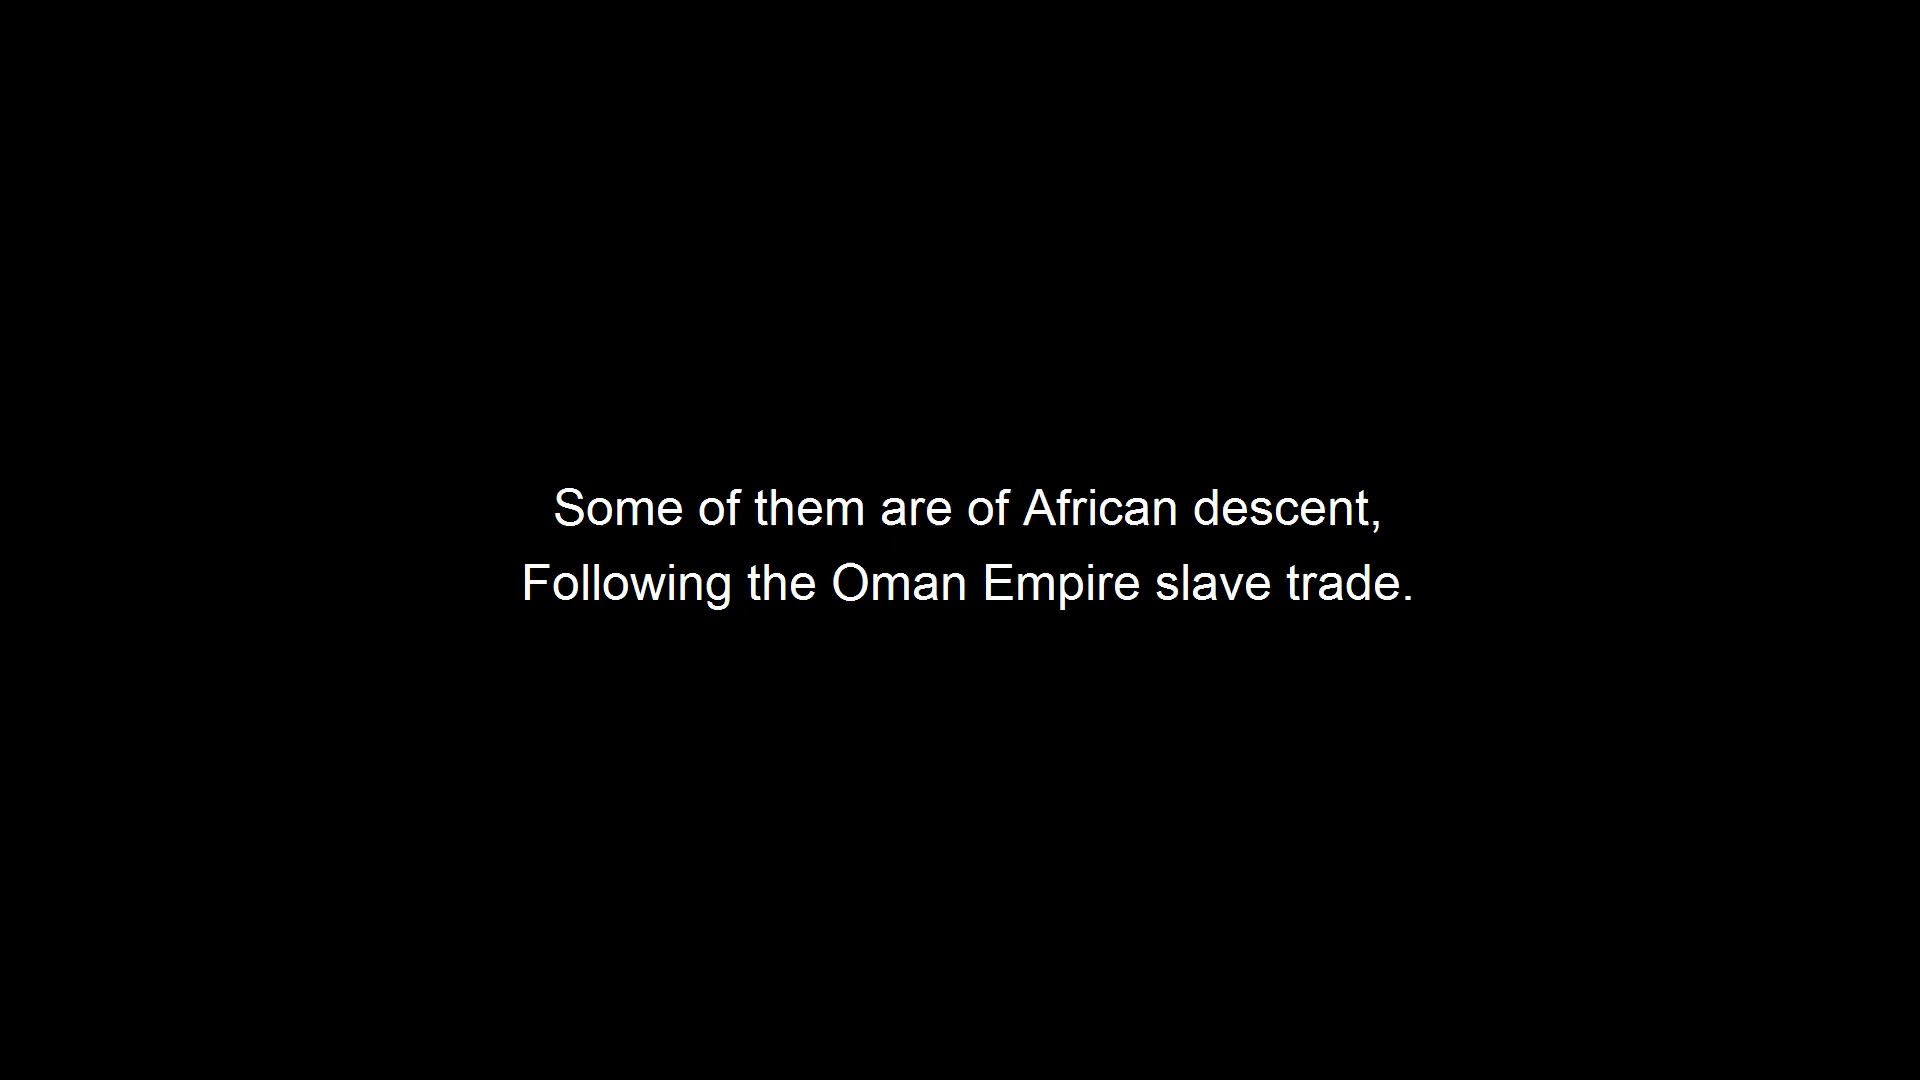 Some of them are of African descent,
Following the Oman Empire slave trade.